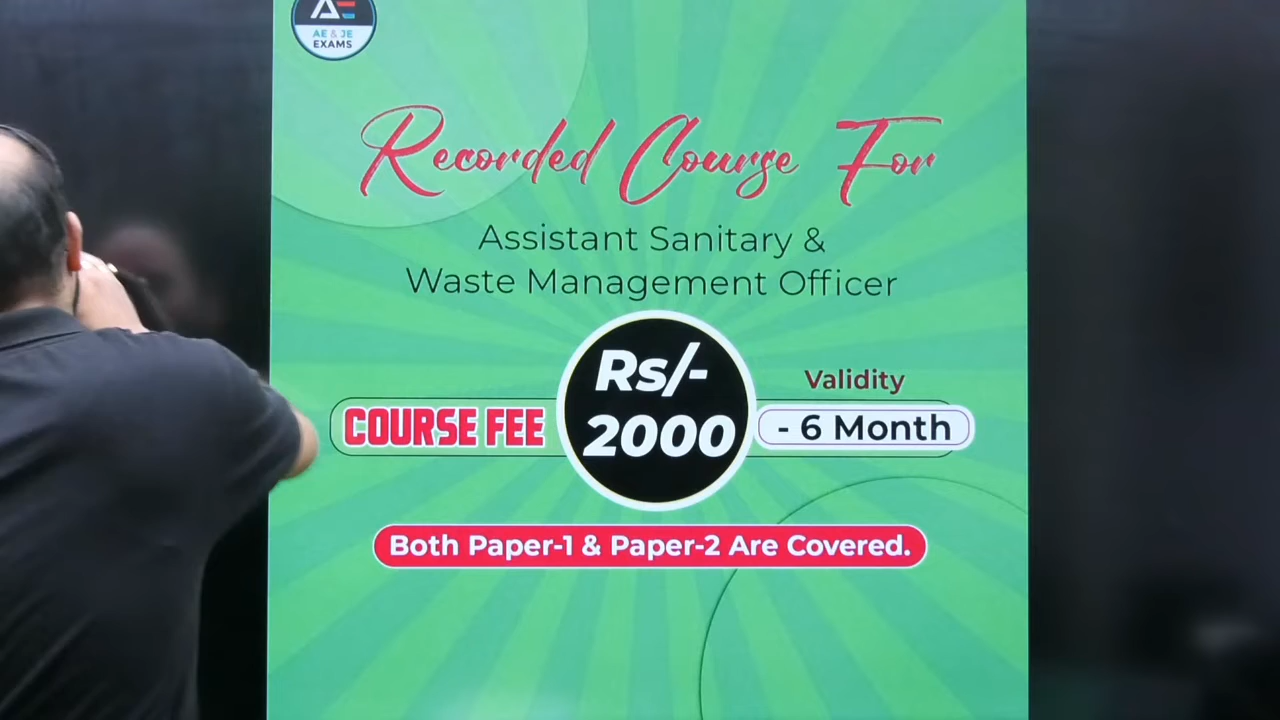 AE
AE & JE
EXAMS
Recorded Course For
Assistant Sanitary &
Waste Management Officer
COURSE FEE
Rs/-
2000
Validity
- 6 Month
Both Paper-1 & Paper-2 Are Covered.